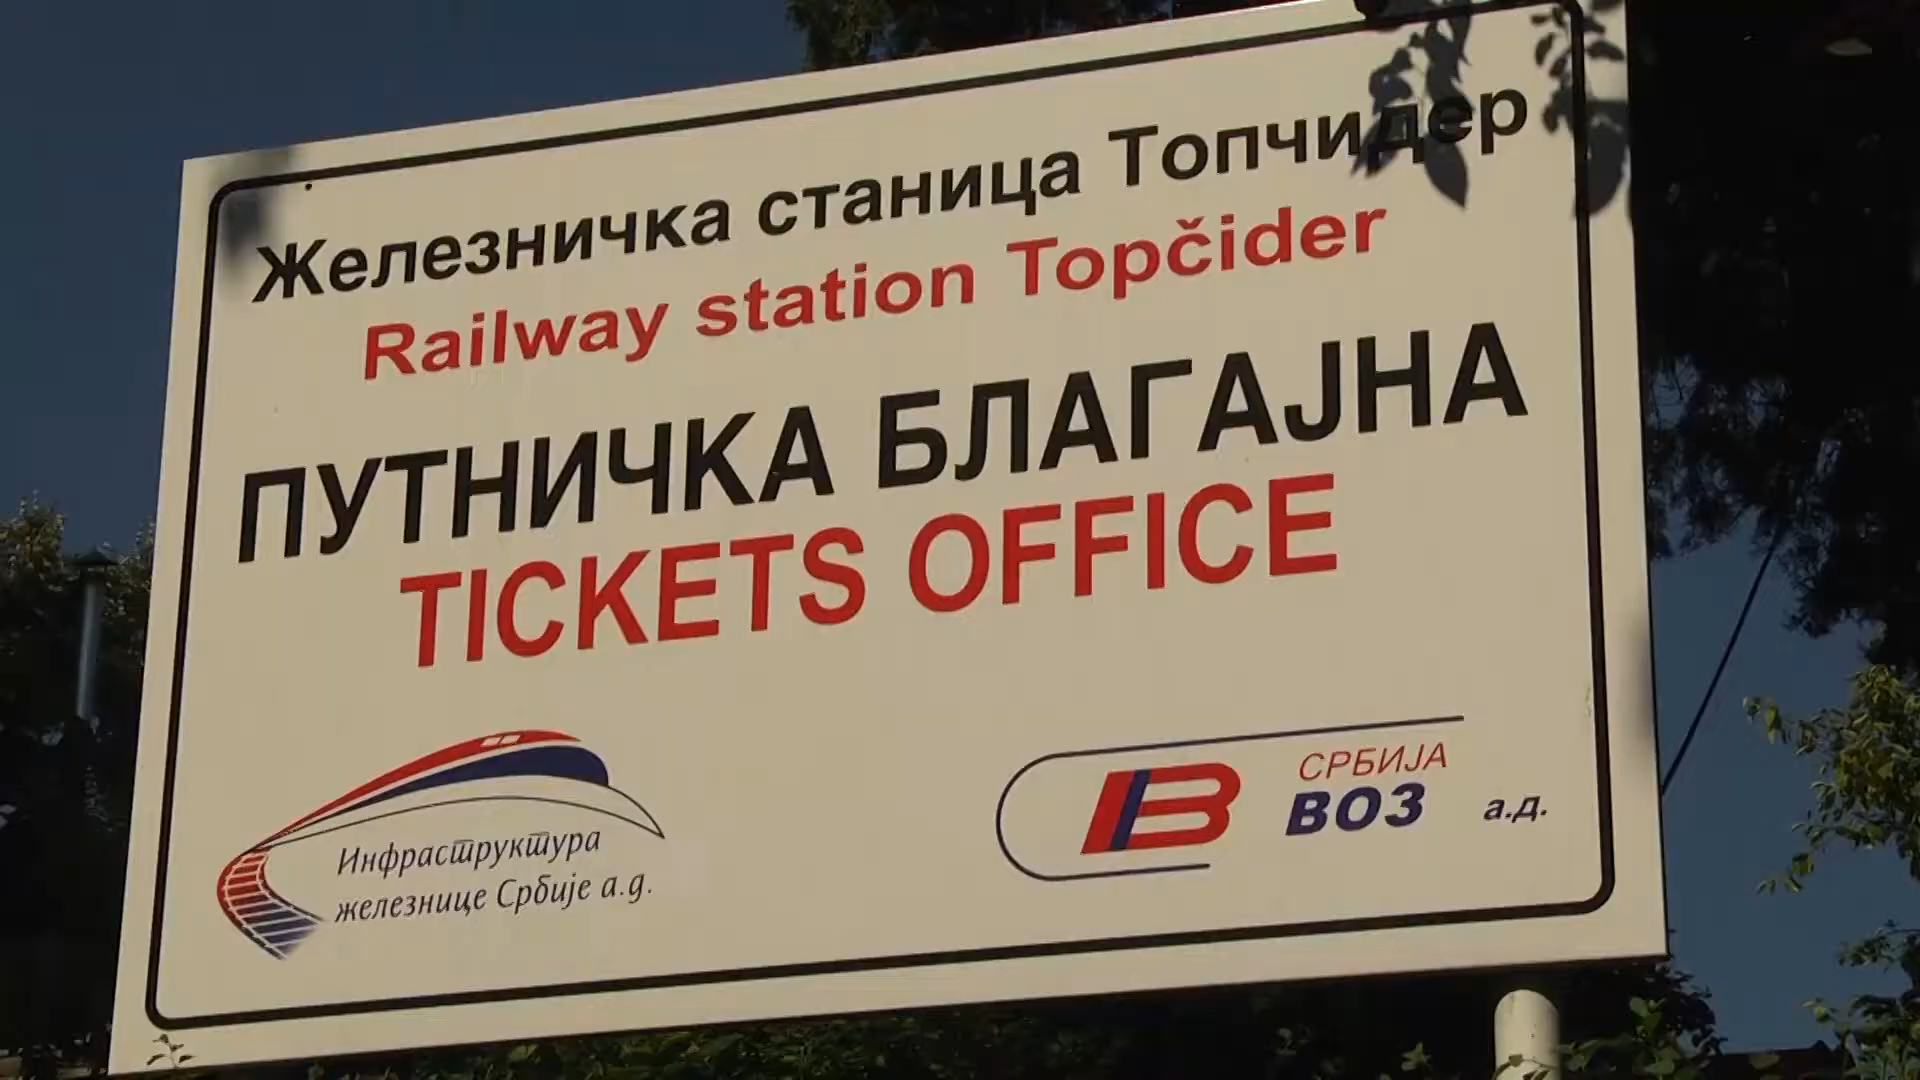 Железничка станица Топчидер
Railway station Topčider
ПУТНИЧКА БЛАГАЈНА
TICKETS OFFICE
Инфраструктура
железнице Србије а.д.
СРБИЈА
ВОЗ а.д.